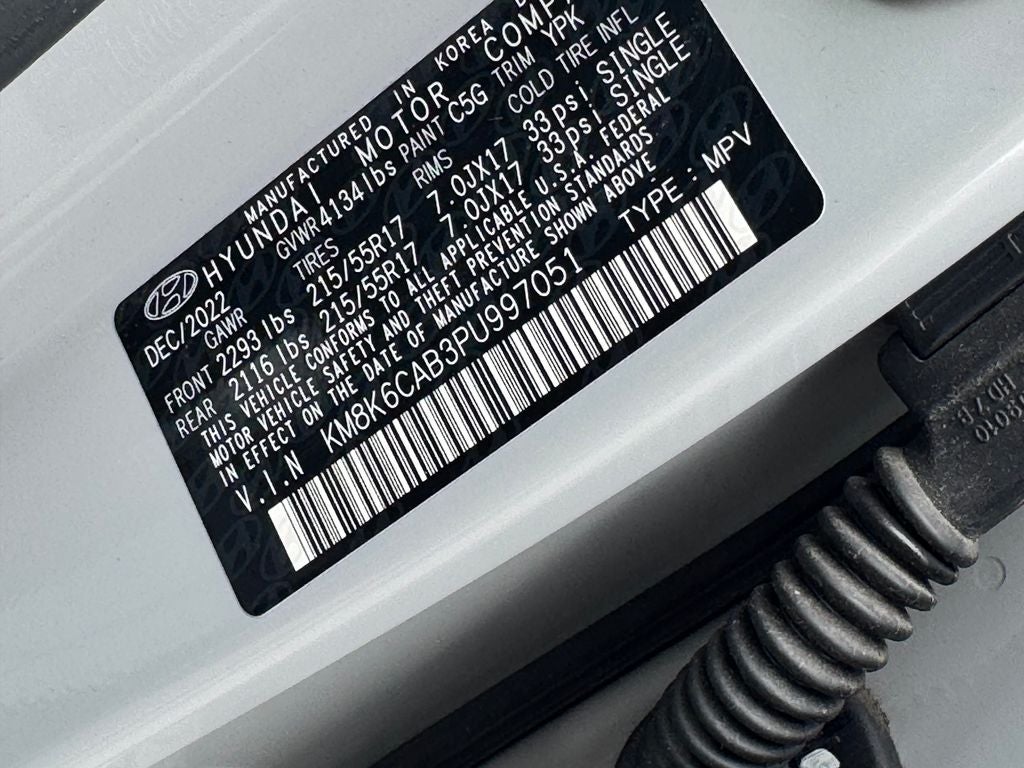 MANUFACTURED IN KOREA
HYUNDAI MOTOR COMP
DEC/2022 GVWR 4134 lbs PAINT C5G TRIM YPK
GAWR TIRES RIMS COLD TIRE INFL
FRONT 2293 lbs 215/55R17 7.0JX17 33psi SINGLE
REAR 2116 lbs 215/55R17 7.0JX17 33psi SINGLE
THIS VEHICLE CONFORMS TO ALL APPLICABLE U.S.A. FEDERAL
MOTOR VEHICLE SAFETY AND THEFT PREVENTION STANDARDS
IN EFFECT ON THE DATE OF MANUFACTURE SHOWN ABOVE
V.I.N KM8K6CAB3PU997051 TYPE : MPV